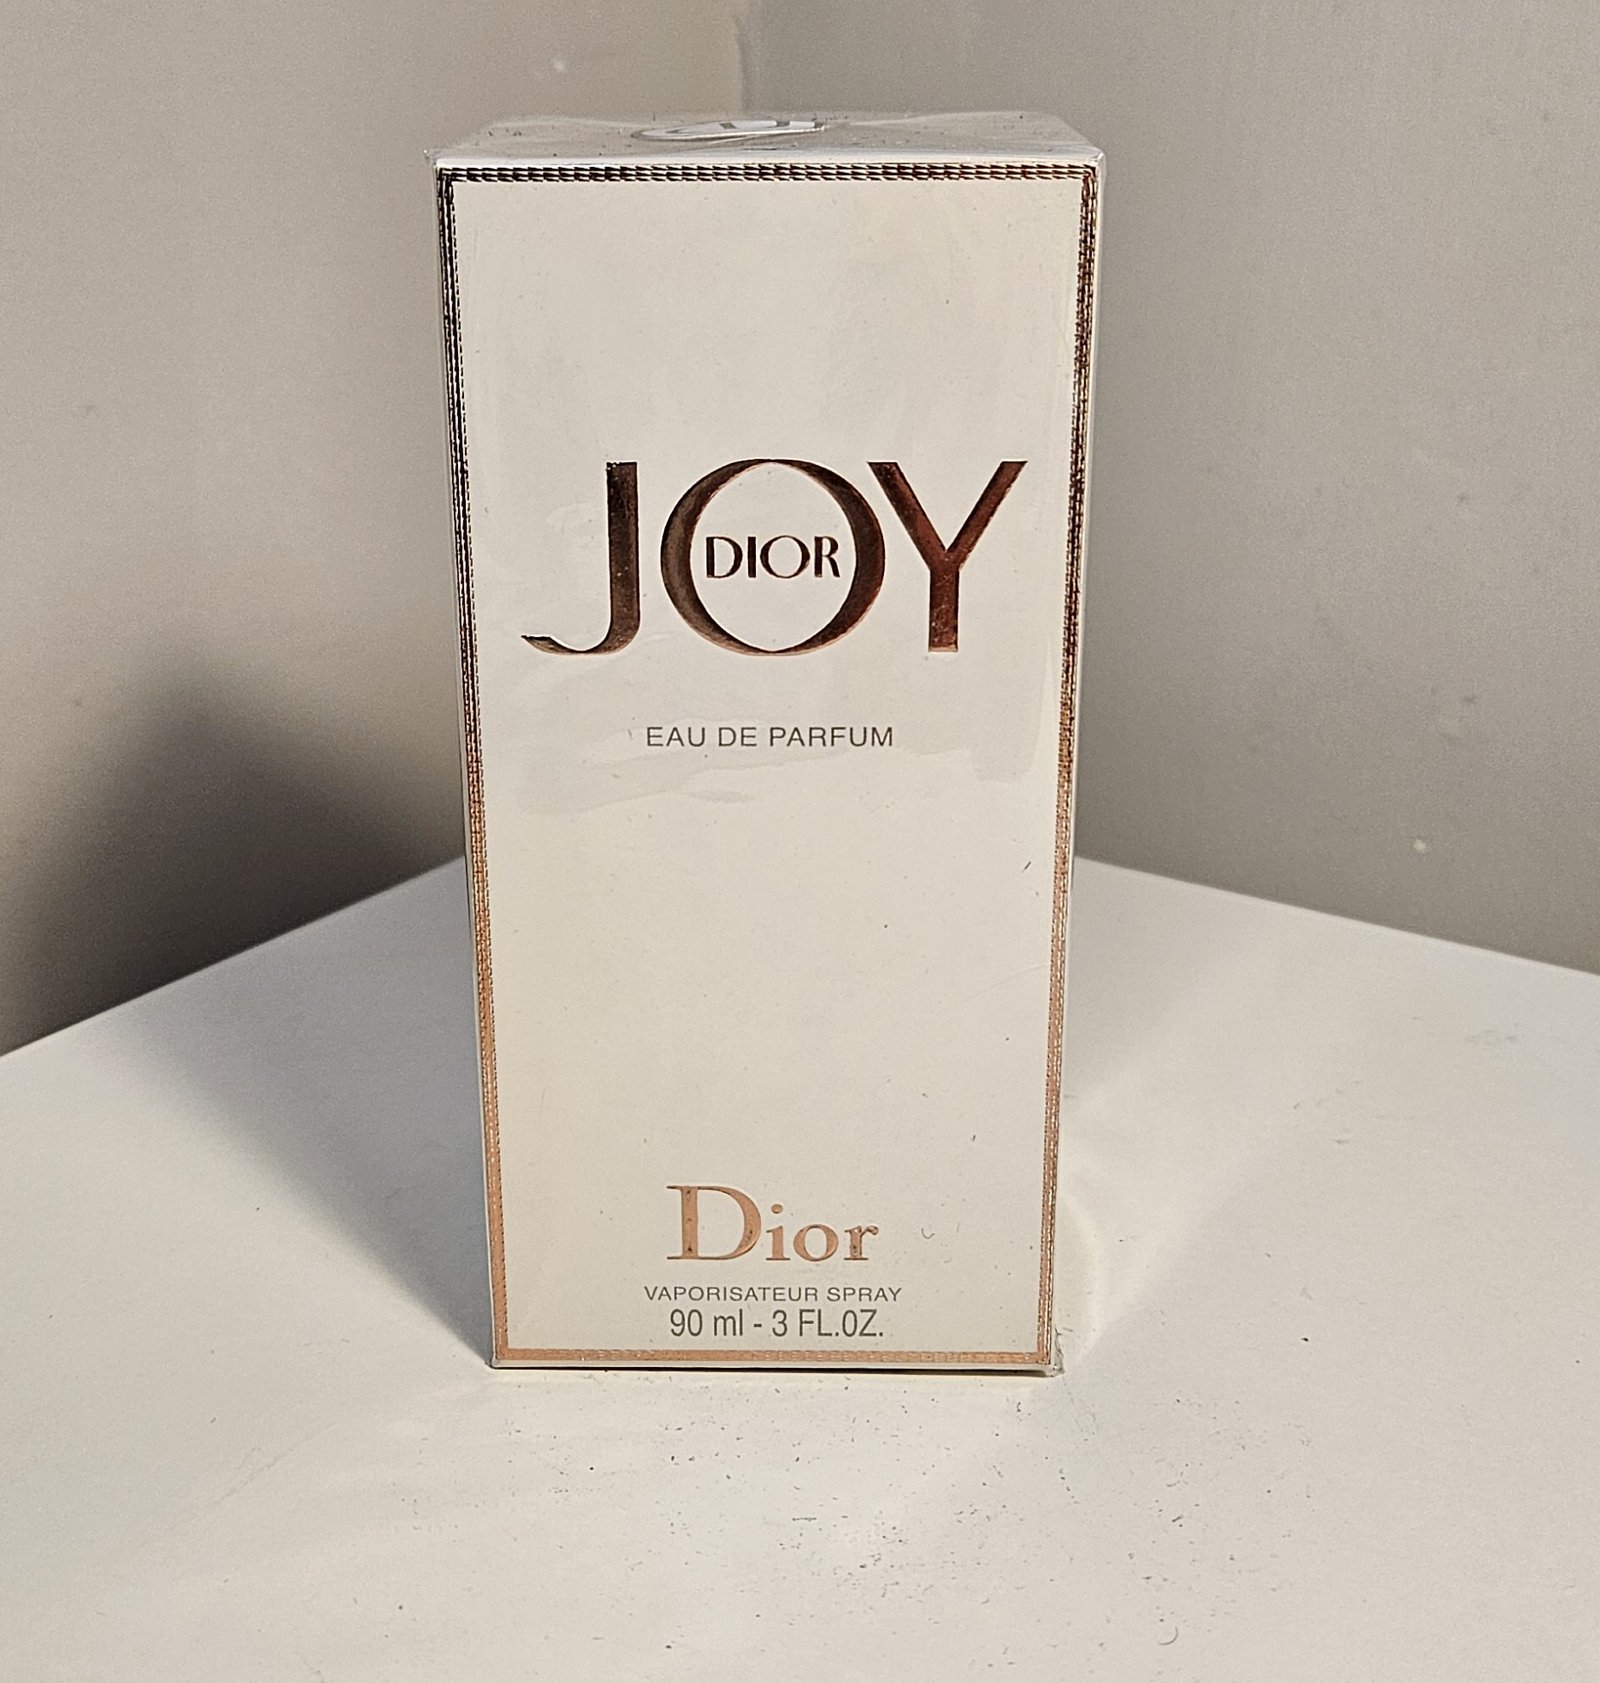 JOY
DIOR
EAU DE PARFUM
Dior
VAPORISATEUR SPRAY
90 ml - 3 FL.OZ.